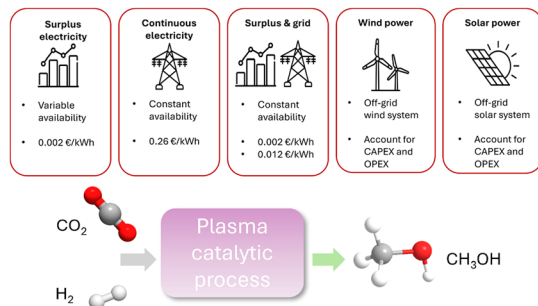 Surplus
electricity
• Variable
availability
• 0.002 €/kWh
Continuous
electricity
• Constant
availability
• 0.26 €/kWh
Surplus & grid
• Constant
availability
• 0.002 €/kWh
• 0.012 €/kWh
Wind power
• Off-grid
wind system
• Account for
CAPEX and
OPEX
Solar power
• Off-grid
solar system
• Account for
CAPEX and
OPEX
CO₂
H₂
Plasma
catalytic
process
CH₃OH